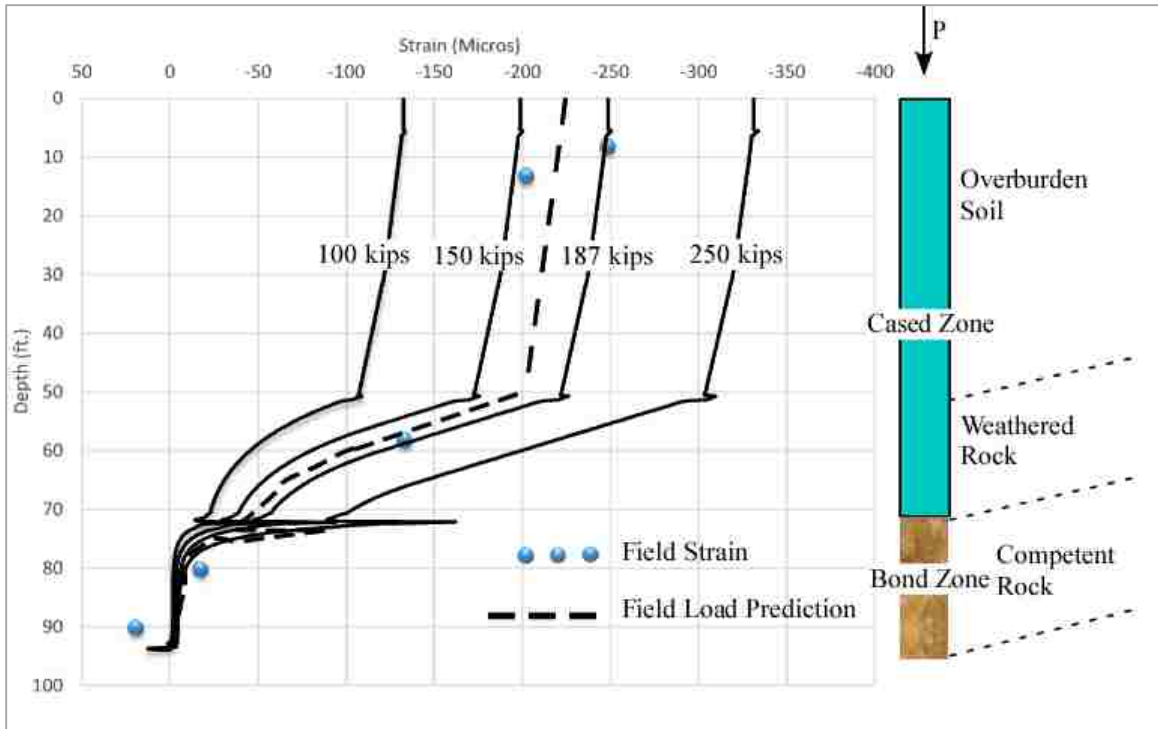 Strain (Micros)
P
50 0 -50 -100 -150 -200 -250 -300 -350 -400
0
10
20
30
40
50
60
70
80
90
100
Depth (ft.)
100 kips 150 kips 187 kips 250 kips
Overburden
Soil
Cased Zone
Weathered
Rock
Competent
Rock
Bond Zone
Field Strain
Field Load Prediction